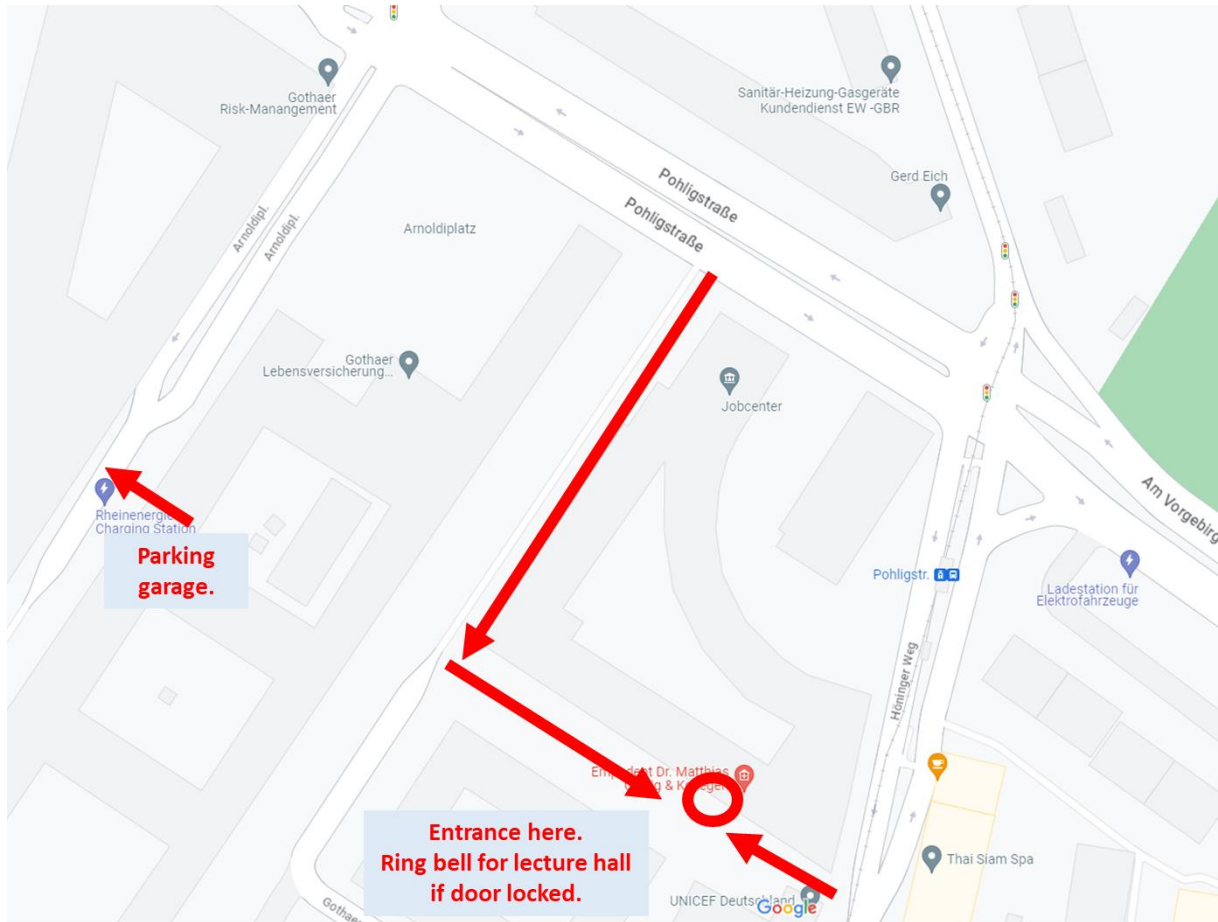 Gothaer
Risk-Manangement
Sanitär-Heizung-Gasgeräte
Kundendienst EW -GBR
Gerd Eich
Pohligstraße
Pohligstraße
Arnoldipl.
Arnoldipl.
Arnoldiplatz
Gothaer
Lebensversicherung...
Jobcenter
Am Vorgebirg
Rheinenergie
Charging Station
Parking
garage.
Pohligstr.
Ladestation für
Elektrofahrzeuge
Höninger Weg
Dr. Matthias
Entrance here.
Ring bell for lecture hall
if door locked.
Thai Siam Spa
UNICEF Deutschland
Google